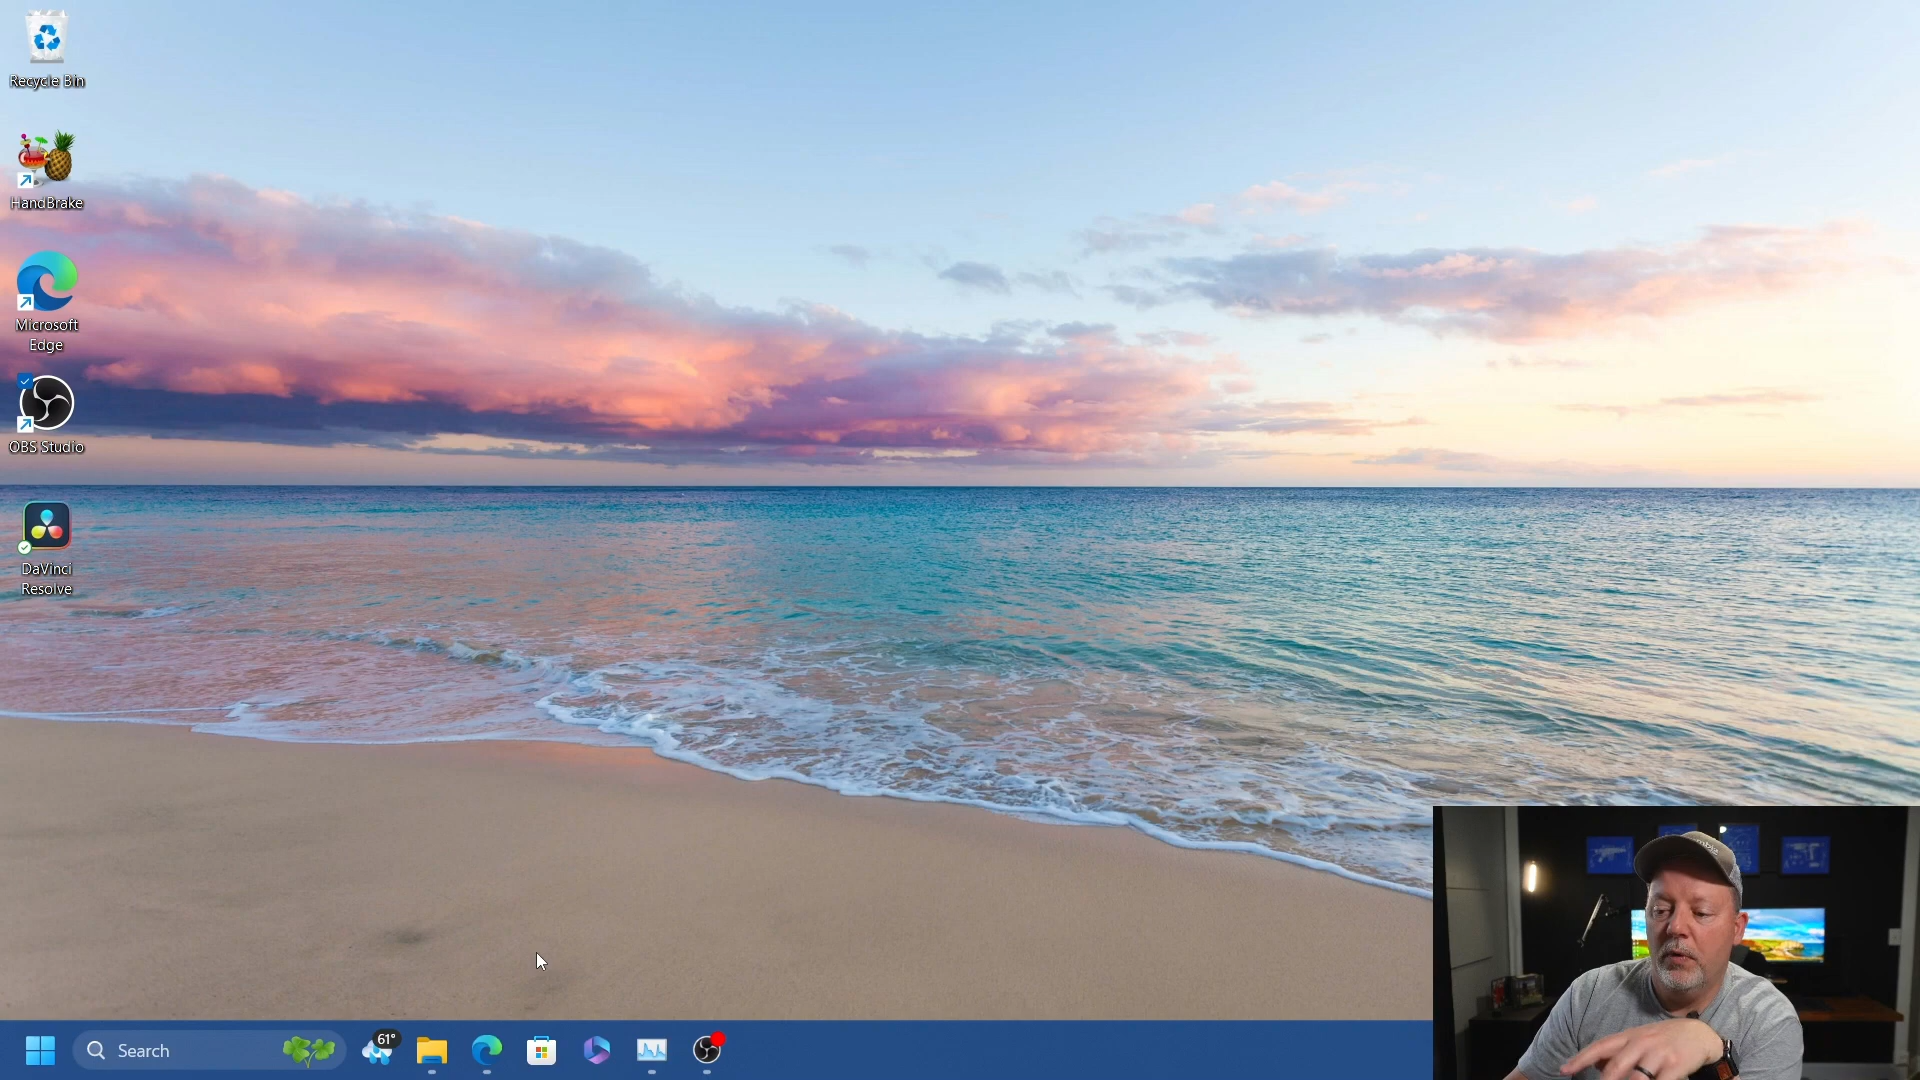 Recycle Bin
HandBrake
Microsoft
Edge
OBS Studio
DaVinci
Resolve
Search
61°